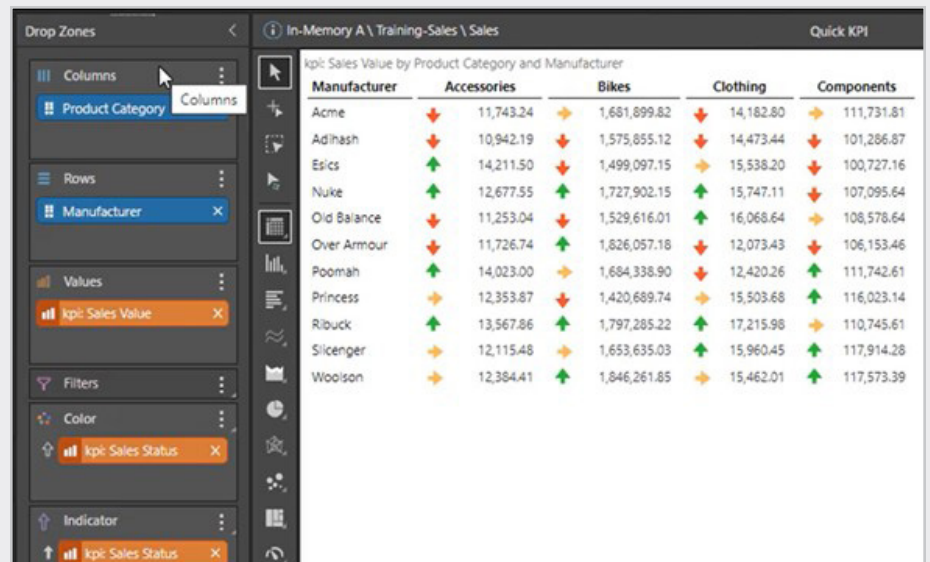 Drop Zones
In-Memory A \ Training-Sales \ Sales
Quick KPI
Columns
Columns
Product Category
Rows
Manufacturer
Values
kpi: Sales Value
Filters
Color
kpi: Sales Status
Indicator
kpi: Sales Status
kpi: Sales Value by Product Category and Manufacturer
Manufacturer Accessories Bikes Clothing Components
Acme 11,743.24 1,681,899.82 14,182.80 111,731.81
Adihash 10,942.19 1,575,855.12 14,473.44 101,286.87
Esics 14,211.50 1,499,097.15 15,538.20 100,727.16
Nuke 12,677.55 1,727,902.15 15,747.11 107,095.64
Old Balance 11,253.04 1,529,616.01 16,068.64 108,578.64
Over Armour 11,726.74 1,826,057.18 12,073.43 106,153.46
Poomah 14,023.00 1,684,338.90 12,420.26 111,742.61
Princess 12,353.87 1,420,689.74 15,503.68 116,023.14
Ribuck 13,567.86 1,797,285.22 17,215.98 110,745.61
Slicenger 12,115.48 1,653,635.03 15,960.45 117,914.28
Woolson 12,384.41 1,846,261.85 15,462.01 117,573.39